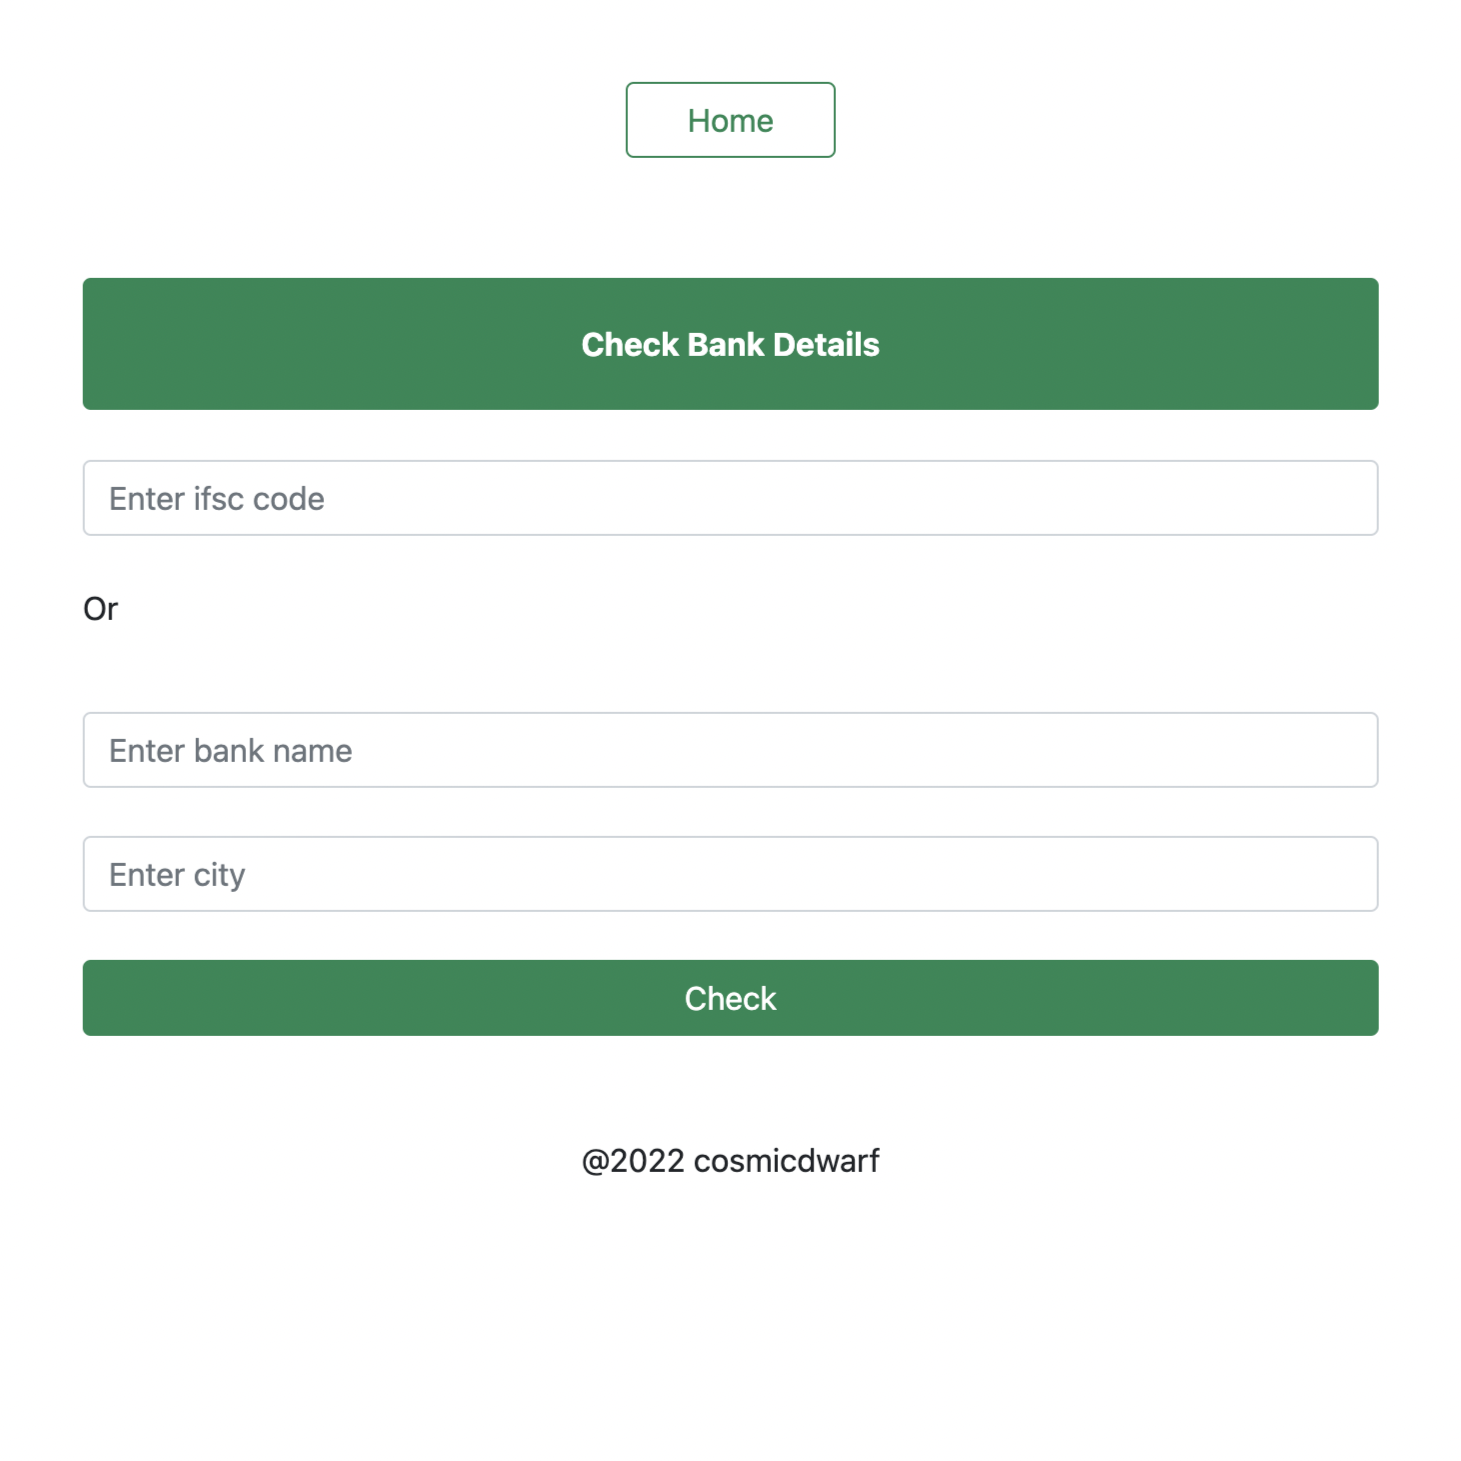 Home
Check Bank Details
Enter ifsc code
Or
Enter bank name
Enter city
Check
@2022 cosmicdwarf